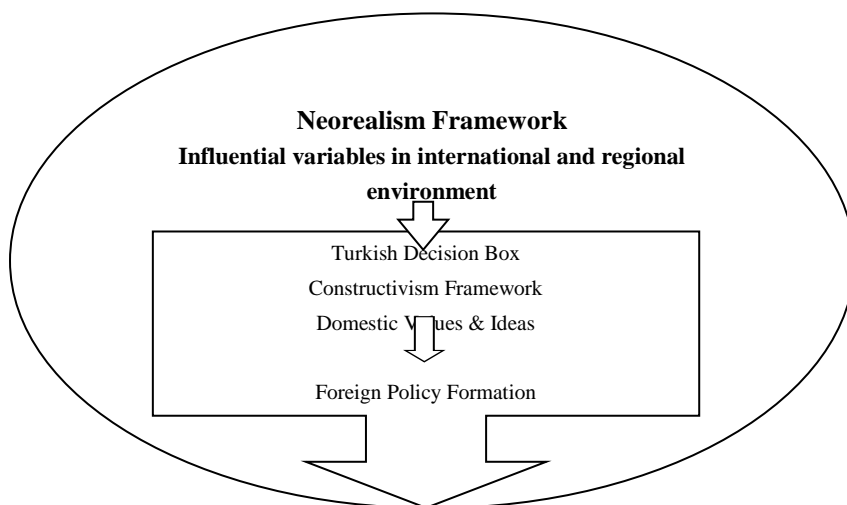 Neorealism Framework
Influential variables in international and regional
environment
Turkish Decision Box
Constructivism Framework
Domestic Values & Ideas
Foreign Policy Formation